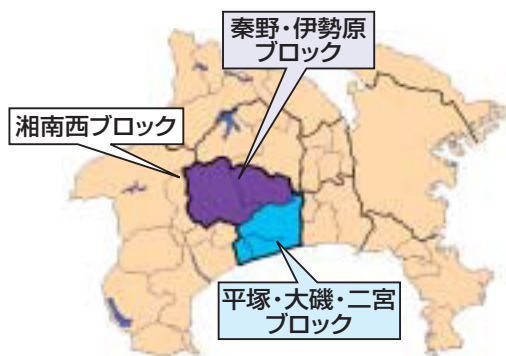 秦野・伊勢原
ブロック
湘南西ブロック
平塚・大磯・二宮
ブロック